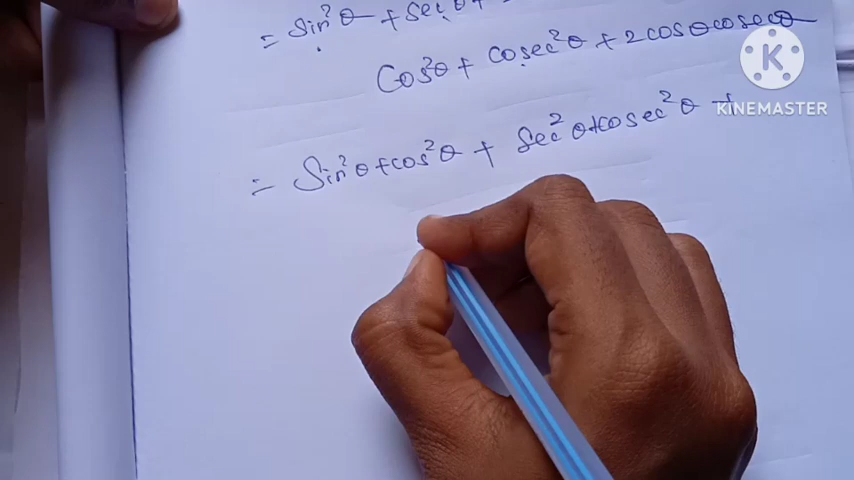 = Sin²θ + Sec²θ +
Cos²θ + cosec²θ + 2cosθcosecθ
= Sin²θ+cos²θ + Sec²θ+cosec²θ +
K
KINEMASTER